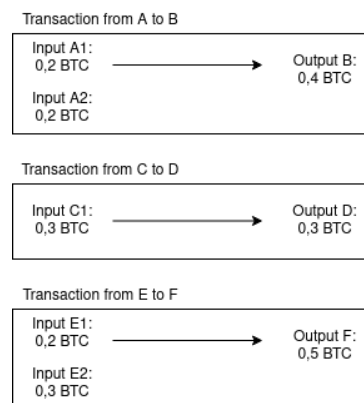 Transaction from A to B
Input A1:
0,2 BTC
Output B:
0,4 BTC
Input A2:
0,2 BTC
Transaction from C to D
Input C1:
0,3 BTC
Output D:
0,3 BTC
Transaction from E to F
Input E1:
0,2 BTC
Output F:
0,5 BTC
Input E2:
0,3 BTC